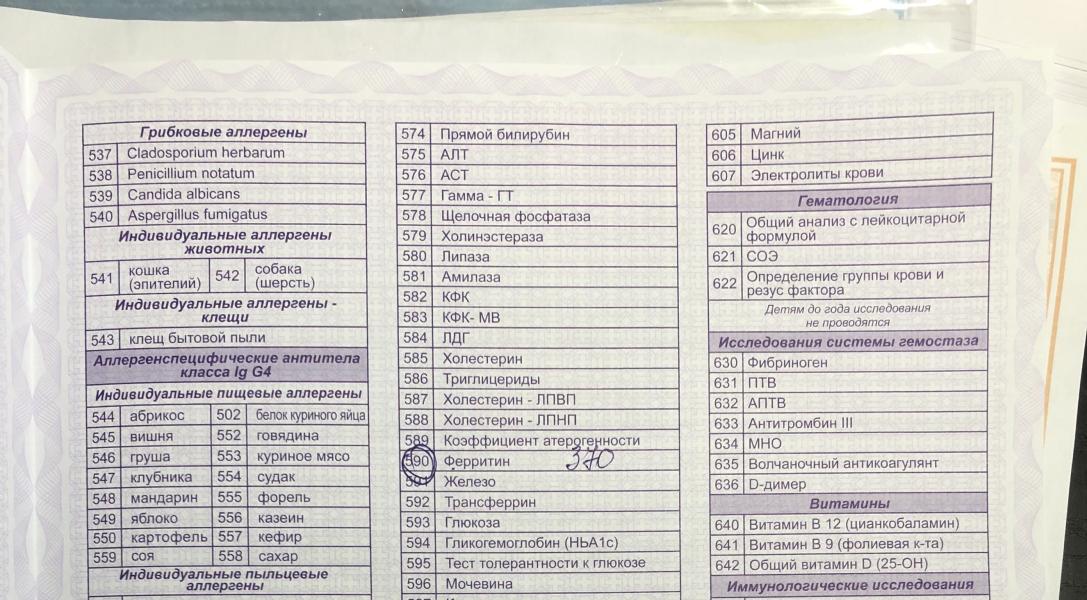 Грибковые аллергены
537 Cladosporium herbarum
538 Penicillium notatum
539 Candida albicans
540 Aspergillus fumigatus
Индивидуальные аллергены
животных
541 кошка (эпителий) 542 собака (шерсть)
Индивидуальные аллергены -
клещи
543 клещ бытовой пыли
Аллергенспецифические антитела
класса Ig G4
Индивидуальные пищевые аллергены
544 абрикос 502 белок куриного яйца
545 вишня 552 говядина
546 груша 553 куриное мясо
547 клубника 554 судак
548 мандарин 555 форель
549 яблоко 556 казеин
550 картофель 557 кефир
559 соя 558 сахар
Индивидуальные пыльцевые
аллергены
574 Прямой билирубин
575 АЛТ
576 АСТ
577 Гамма - ГТ
578 Щелочная фосфатаза
579 Холинэстераза
580 Липаза
581 Амилаза
582 КФК
583 КФК- МВ
584 ЛДГ
585 Холестерин
586 Триглицериды
587 Холестерин - ЛПВП
588 Холестерин - ЛПНП
589 Коэффициент атерогенности
590 Ферритин 370
591 Железо
592 Трансферрин
593 Глюкоза
594 Гликогемоглобин (HbA1c)
595 Тест толерантности к глюкозе
596 Мочевина
605 Магний
606 Цинк
607 Электролиты крови
Гематология
620 Общий анализ с лейкоцитарной
формулой
621 СОЭ
622 Определение группы крови и
резус фактора
Детям до года исследования
не проводятся
Исследования системы гемостаза
630 Фибриноген
631 ПТВ
632 АПТВ
633 Антитромбин III
634 МНО
635 Волчаночный антикоагулянт
636 D-димер
Витамины
640 Витамин В 12 (цианкобаламин)
641 Витамин В 9 (фолиевая к-та)
642 Общий витамин D (25-ОН)
Иммунологические исследования